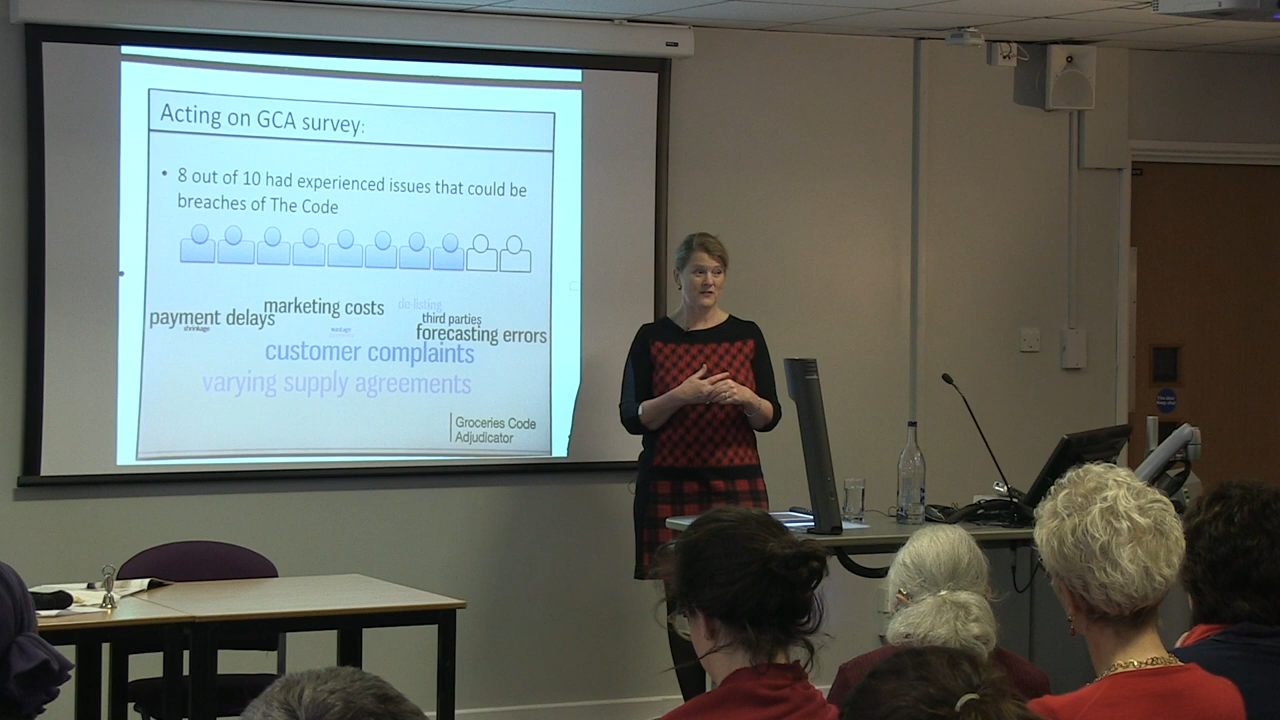 Acting on GCA survey:
• 8 out of 10 had experienced issues that could be
breaches of The Code
marketing costs
de-listing
payment delays
third parties
shrinkage
forecasting errors
customer complaints
varying supply agreements
Groceries Code
Adjudicator